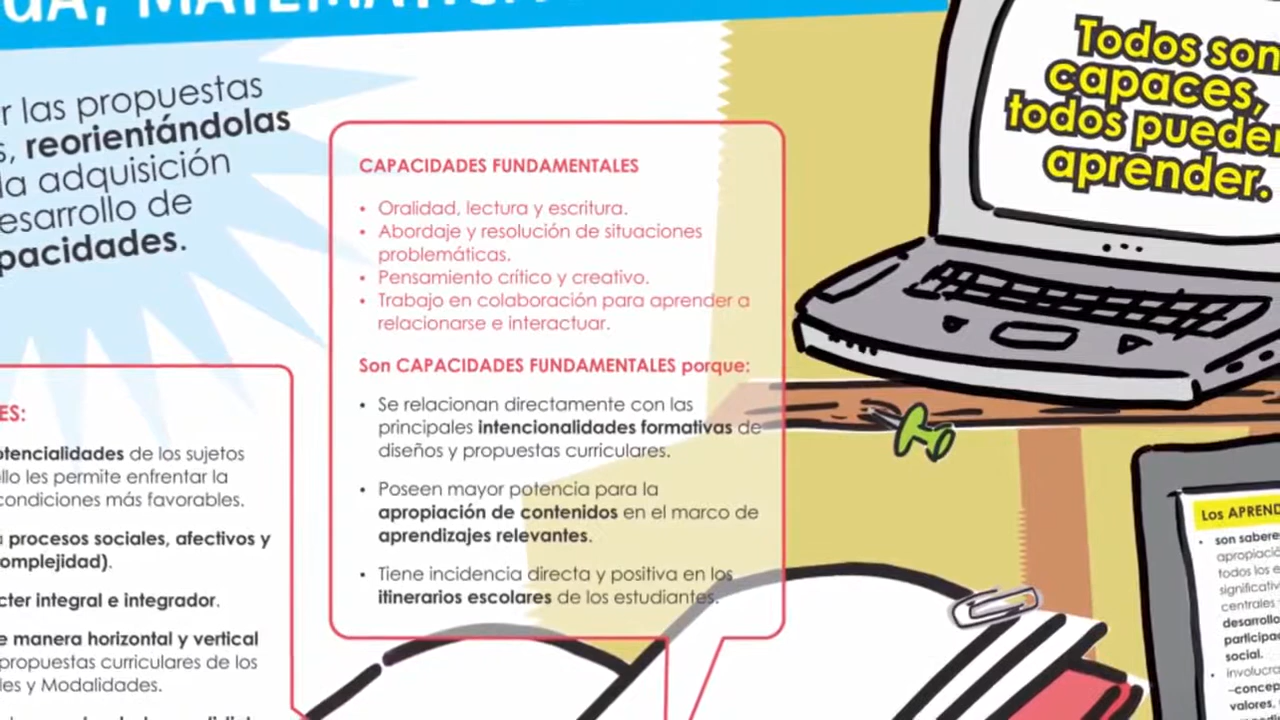 MATEMÁTICA
r las propuestas
s, reorientándolas
la adquisición
esarrollo de
pacidades.
CAPACIDADES FUNDAMENTALES
• Oralidad, lectura y escritura.
• Abordaje y resolución de situaciones
problemáticas.
• Pensamiento crítico y creativo.
• Trabajo en colaboración para aprender a
relacionarse e interactuar.
Son CAPACIDADES FUNDAMENTALES porque:
• Se relacionan directamente con las
principales intencionalidades formativas de
diseños y propuestas curriculares.
• Poseen mayor potencia para la
apropiación de contenidos en el marco de
aprendizajes relevantes.
• Tiene incidencia directa y positiva en los
itinerarios escolares de los estudiantes.
ES:
otencialidades de los sujetos
llo les permite enfrentar la
condiciones más favorables.
a procesos sociales, afectivos y
omplejidad).
cter integral e integrador.
e manera horizontal y vertical
propuestas curriculares de los
les y Modalidades.
Todos son
capaces,
todos pueden
aprender.
Los APREND
• son sabere
apropiació
todos los e
significativ
centrales
desarrollo
participa
social.
• involucra
–concep
valores,